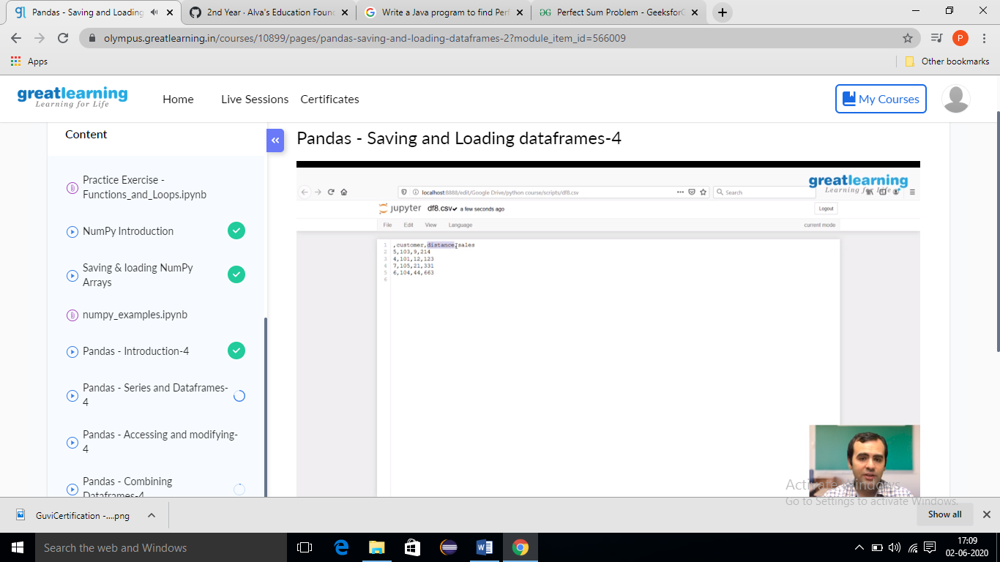 Pandas - Saving and Loading
2nd Year · Alva's Education Foun
Write a Java program to find Per
Perfect Sum Problem - Geeksfor
olympus.greatlearning.in/courses/10899/pages/pandas-saving-and-loading-dataframes-2?module_item_id=566009
P
Apps
Other bookmarks
greatlearning
Learning for Life
Home
Live Sessions
Certificates
My Courses
Content
Practice Exercise -
Functions_and_Loops.ipynb
NumPy Introduction
Saving & loading NumPy
Arrays
numpy_examples.ipynb
Pandas - Introduction-4
Pandas - Series and Dataframes-
4
Pandas - Accessing and modifying-
4
Pandas - Combining
Dataframes-4
«
Pandas - Saving and Loading dataframes-4
greatlearning
Learning for Life
localhost:8888/edit/Google Drive/python course/scripts/df8.csv
Search
jupyter df8.csv✔ a few seconds ago
Logout
File Edit View Language
current mode
1 ,customer,distance,sales
2 5,103,9,214
3 4,101,12,123
4 7,105,21,331
5 6,104,44,663
6
Activate Windows
Go to Settings to activate Windows.
GuviCertification -....png
Show all
Search the web and Windows
17:09
02-06-2020